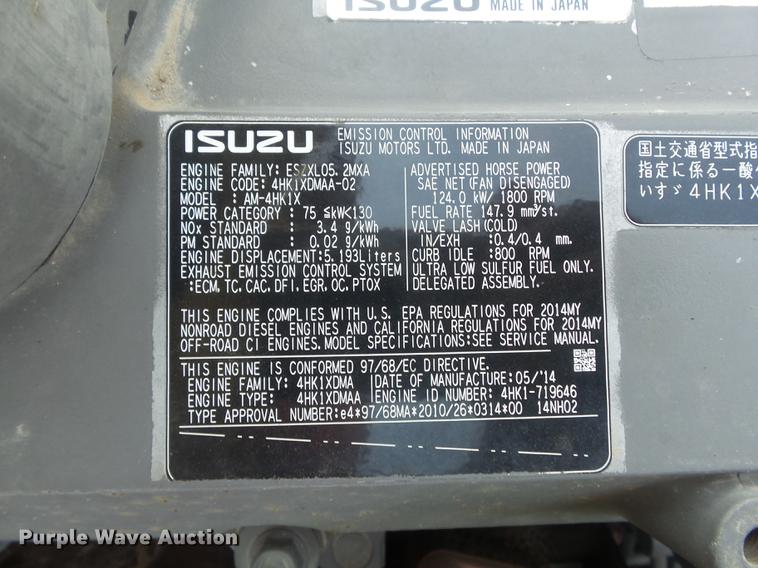 ISUZU MADE IN JAPAN
ISUZU EMISSION CONTROL INFORMATION
ISUZU MOTORS LTD. MADE IN JAPAN
ENGINE FAMILY: ESZXL05.2MXA
ENGINE CODE: 4HK1XDMAA-02
MODEL : AM-4HK1X
POWER CATEGORY : 75 ≦kW<130
NOx STANDARD : 3.4 g/kWh
PM STANDARD : 0.02 g/kWh
ENGINE DISPLACEMENT:5.193Liters
EXHAUST EMISSION CONTROL SYSTEM
:ECM, TC, CAC, DFI, EGR, OC, PTOX
ADVERTISED HORSE POWER
SAE NET(FAN DISENGAGED)
124.0 kW/ 1800 RPM
FUEL RATE 147.9 mm³/st.
VALVE LASH(COLD)
IN/EXH : 0.4/0.4 mm.
CURB IDLE :800 RPM
ULTRA LOW SULFUR FUEL ONLY.
DELEGATED ASSEMBLY.
THIS ENGINE COMPLIES WITH U.S. EPA REGULATIONS FOR 2014MY
NONROAD DIESEL ENGINES AND CALIFORNIA REGULATIONS FOR 2014MY
OFF-ROAD CI ENGINES. MODEL SPECIFICATIONS:SEE SERVICE MANUAL.
THIS ENGINE IS CONFORMED 97/68/EC DIRECTIVE.
ENGINE FAMILY: 4HK1XDMA DATE OF MANUFACTURE:05/'14
ENGINE TYPE: 4HK1XDMAA ENGINE ID NUMBER: 4HK1-719646
TYPE APPROVAL NUMBER:e4*97/68MA*2010/26*0314*00 14NH02
国土交通省型式指
指定に係る一酸
いすゞ 4HK1X
Purple Wave Auction